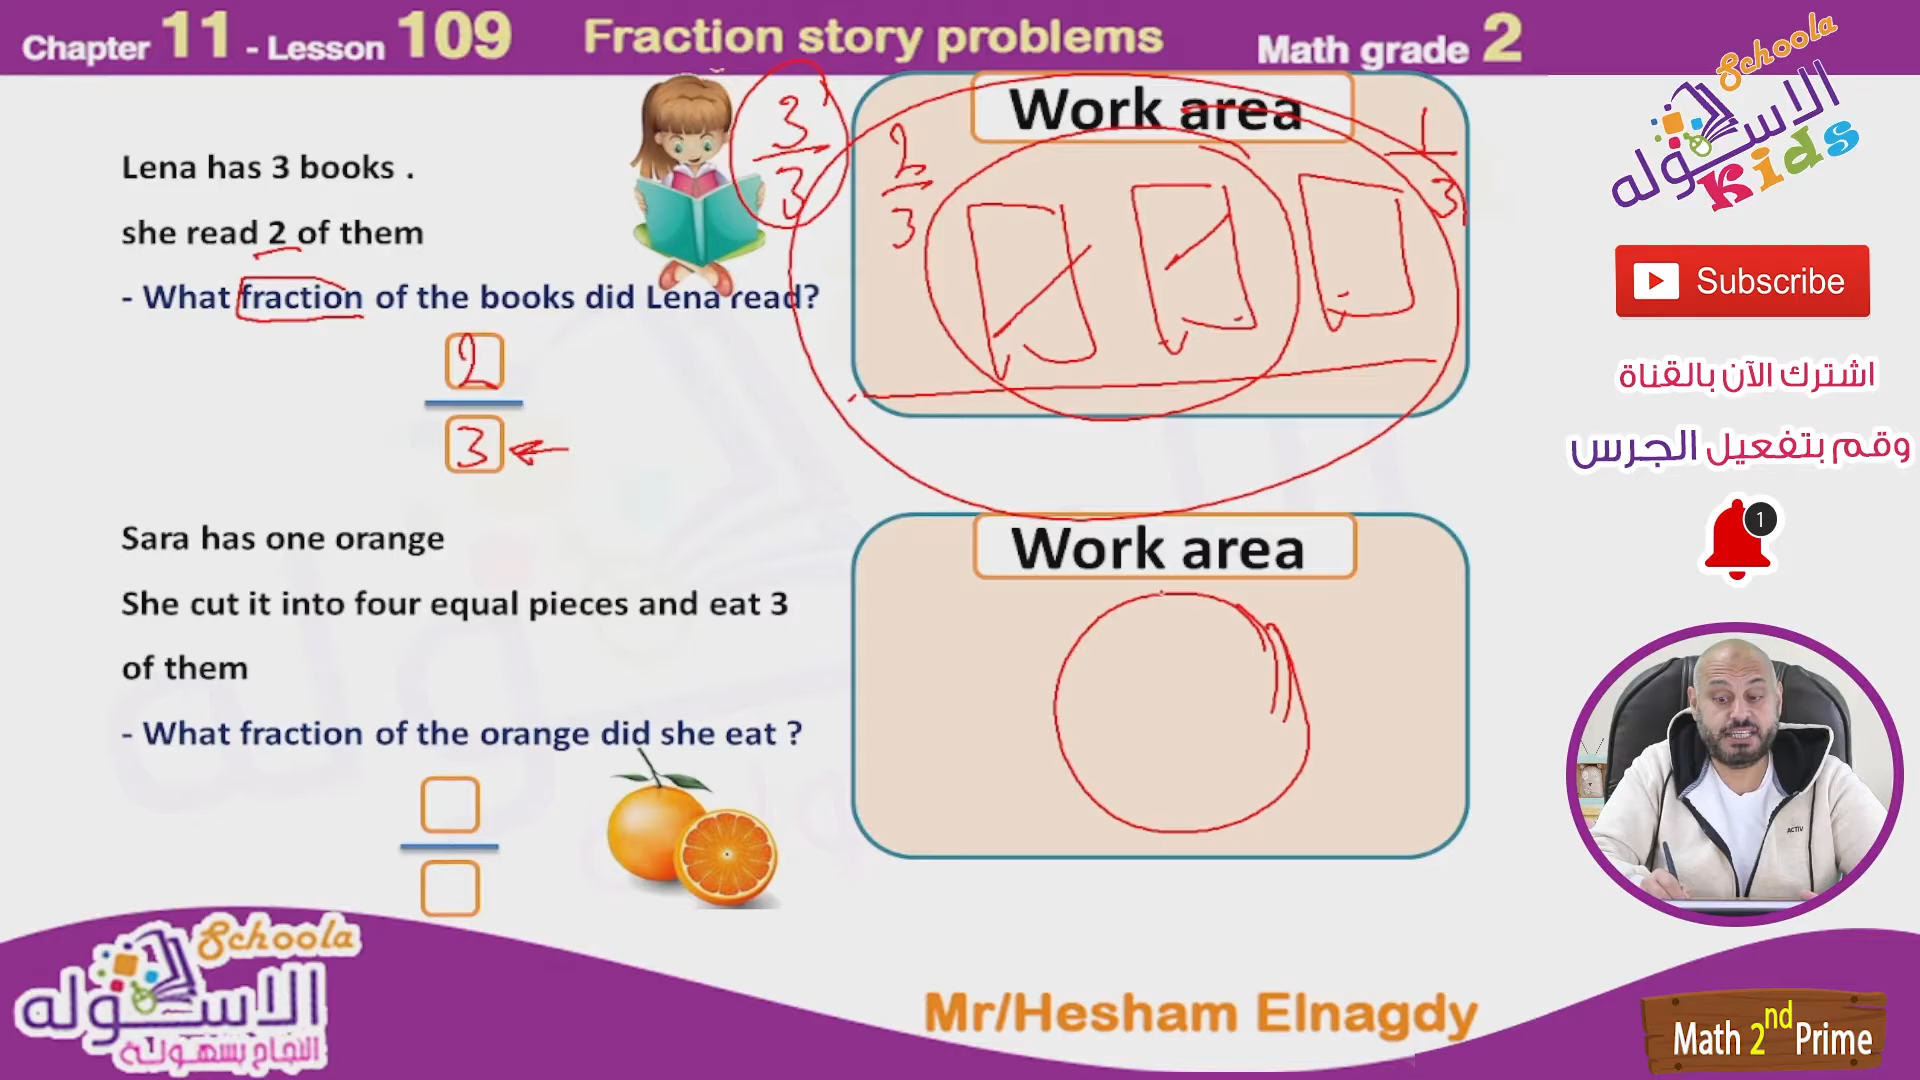 Chapter 11 - Lesson 109
Fraction story problems
Math grade 2
Schoola
الاسكوله
Kids
Lena has 3 books .
she read 2 of them
- What fraction of the books did Lena read?
2
3
3
3
Work area
2
3
1
3
Subscribe
اشترك الآن بالقناة
وقم بتفعيل الجرس
1
Sara has one orange
She cut it into four equal pieces and eat 3
of them
- What fraction of the orange did she eat ?
Work area
ACTIV
Schoola
الاسكوله
النجاح بسهولة
Mr/Hesham Elnagdy
Math 2nd Prime